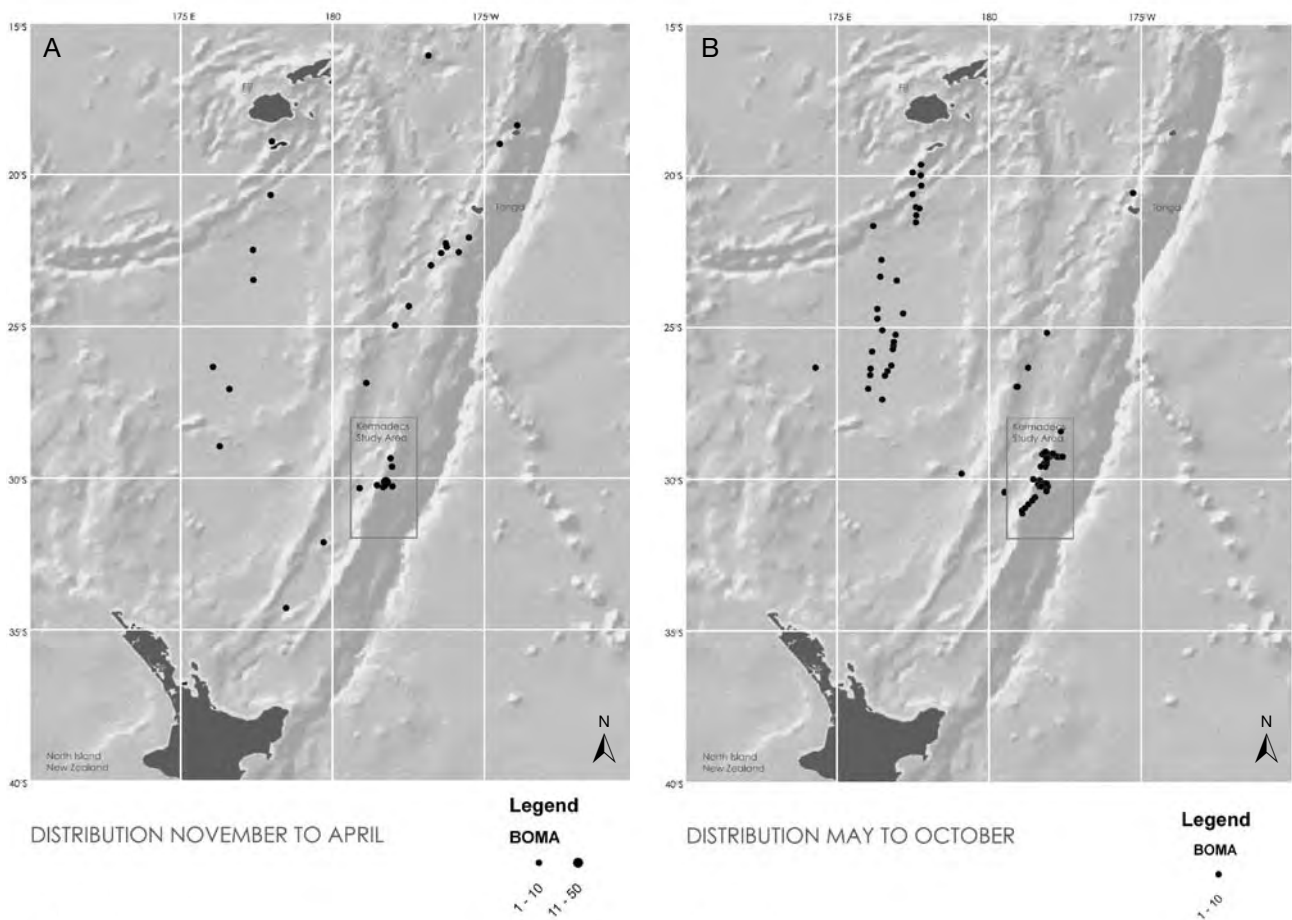 175 E 180 175°W
15°S
A
Fiji
20°S
Tonga
25°S
Kermadecs
Study Area
30°S
35°S
N
North Island
New Zealand
40°S
DISTRIBUTION NOVEMBER TO APRIL
Legend
BOMA
1 - 10
11 - 50
175 E 180 175°W
15°S
B
Fiji
20°S
Tonga
25°S
Kermadecs
Study Area
30°S
35°S
N
North Island
New Zealand
40°S
DISTRIBUTION MAY TO OCTOBER
Legend
BOMA
1 - 10